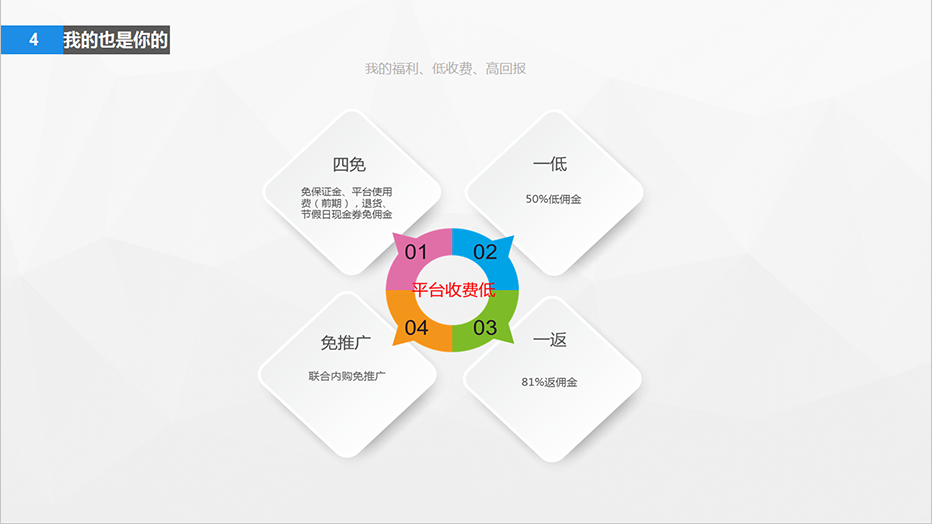 4 我的也是你的
我的福利、低收费、高回报
四免
免保证金、平台使用
费（前期），退货、
节假日现金券免佣金
一低
50%低佣金
01
02
平台收费低
04
03
免推广
联合内购免推广
一返
81%返佣金